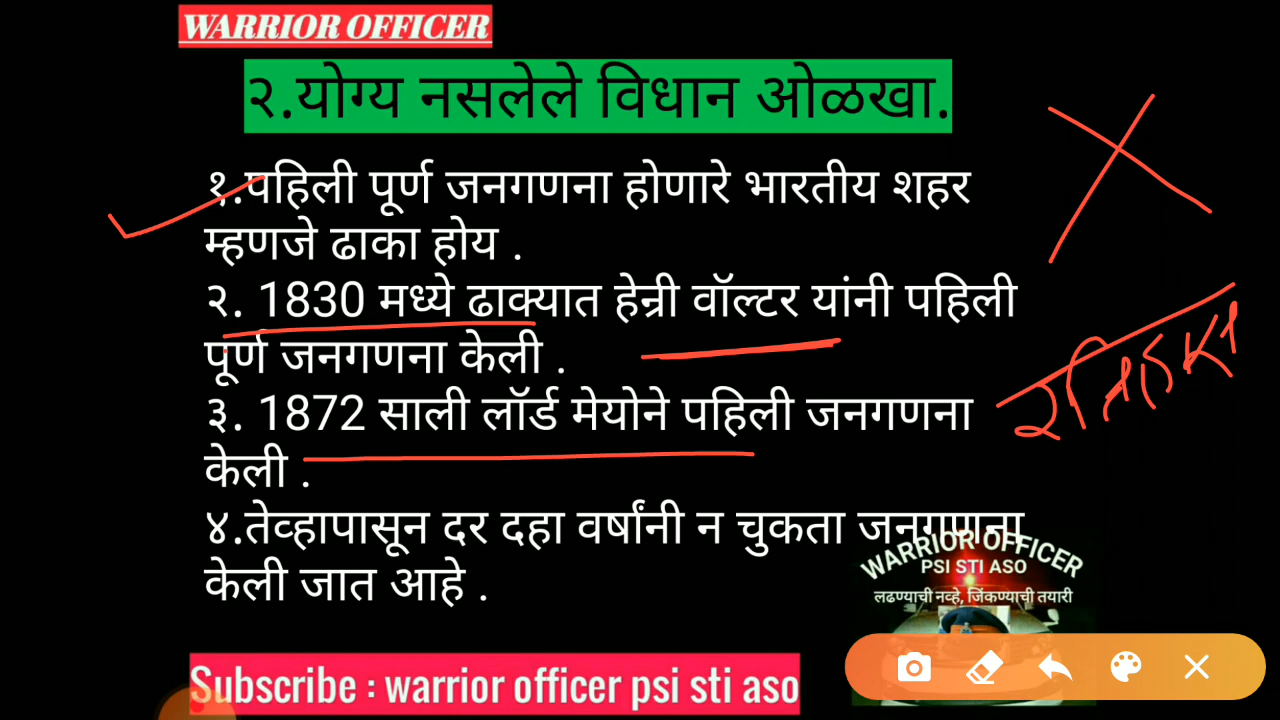 WARRIOR OFFICER
२.योग्य नसलेले विधान ओळखा.
१.पहिली पूर्ण जनगणना होणारे भारतीय शहर
म्हणजे ढाका होय .
२. 1830 मध्ये ढाक्यात हेन्री वॉल्टर यांनी पहिली
पूर्ण जनगणना केली .
३. 1872 साली लॉर्ड मेयोने पहिली जनगणना
केली .
४.तेव्हापासून दर दहा वर्षांनी न चुकता जनगणना
केली जात आहे .
WARRIOR OFFICER
PSI STI ASO
लढण्याची नव्हे, जिंकण्याची तयारी
Subscribe : warrior officer psi sti aso